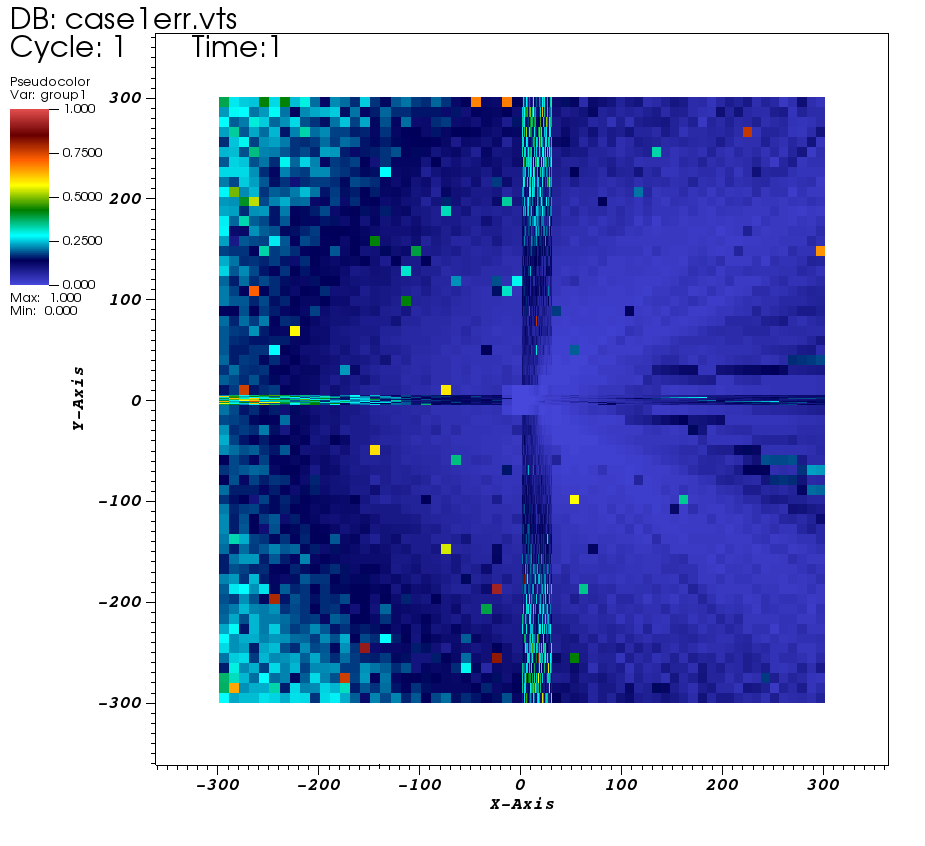 DB: case1err.vts
Cycle: 1 Time:1
Pseudocolor
Var: group1
1.000
0.7500
0.5000
0.2500
0.000
Max: 1.000
Min: 0.000
300
200
100
0
-100
-200
-300
Y-Axis
-300 -200 -100 0 100 200 300
X-Axis